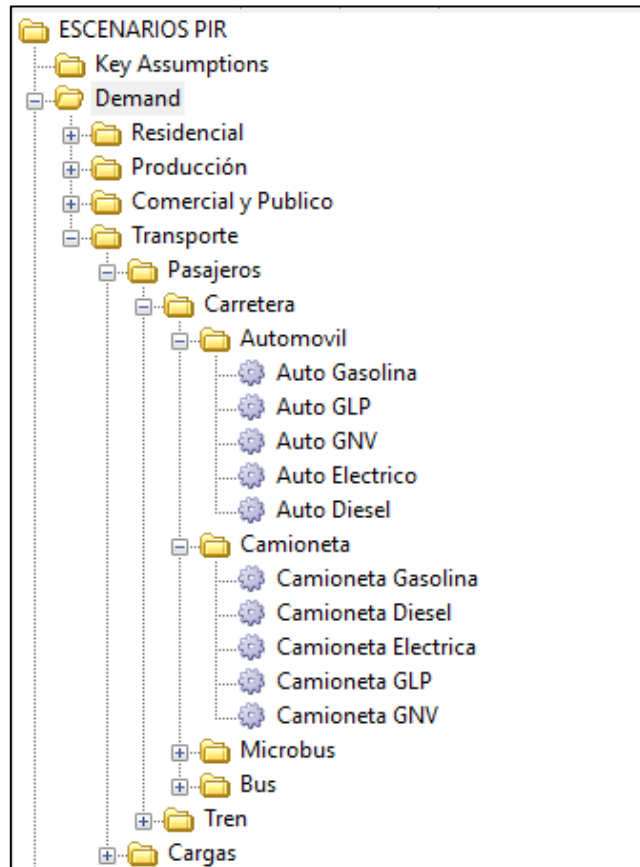 ESCENARIOS PIR
Key Assumptions
Demand
Residencial
Producción
Comercial y Publico
Transporte
Pasajeros
Carretera
Automovil
Auto Gasolina
Auto GLP
Auto GNV
Auto Electrico
Auto Diesel
Camioneta
Camioneta Gasolina
Camioneta Diesel
Camioneta Electrica
Camioneta GLP
Camioneta GNV
Microbus
Bus
Tren
Cargas